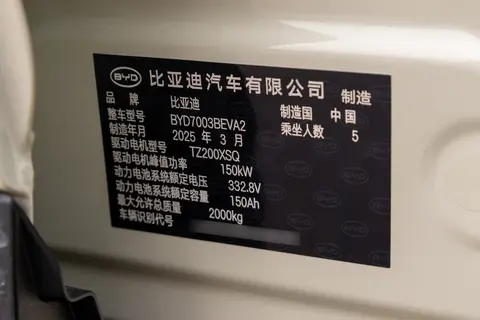 BYD 比亚迪汽车有限公司 制造
品牌 比亚迪 制造国 中国
整车型号 BYD7003BEVA2 乘坐人数 5
制造年月 2025 年 3 月
驱动电机型号 TZ200XSQ
驱动电机峰值功率 150kW
动力电池系统额定电压 332.8V
动力电池系统额定容量 150Ah
最大允许总质量 2000kg
车辆识别代号